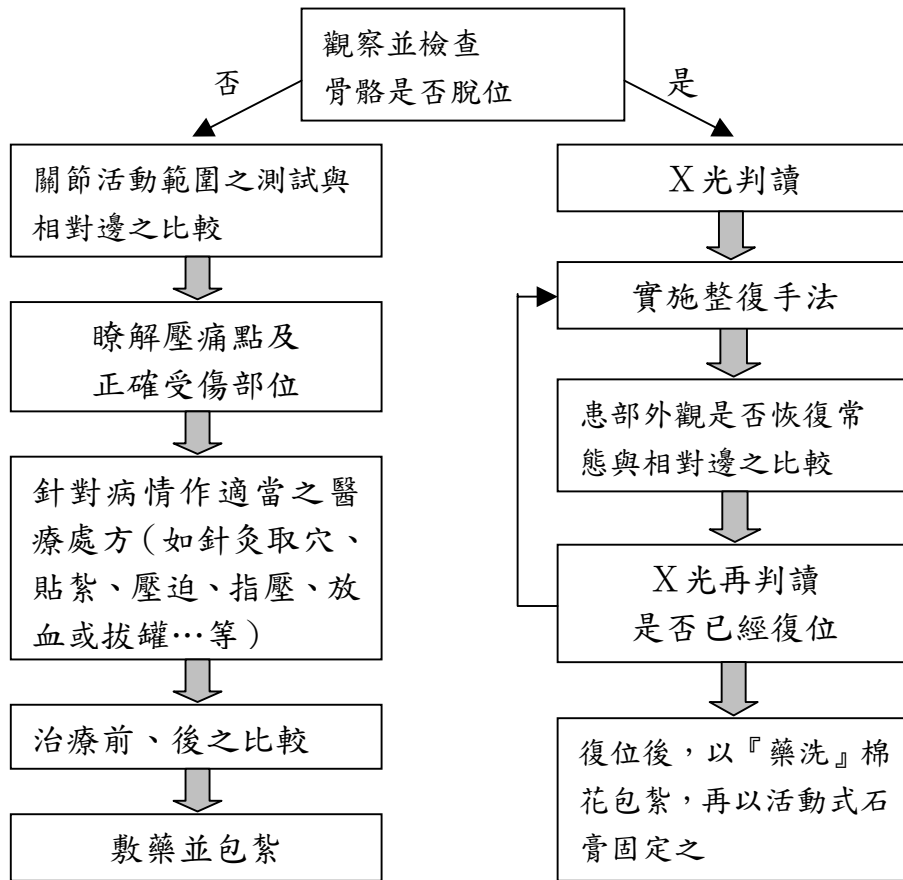 觀察並檢查
骨骼是否脫位
否
是
關節活動範圍之測試與
相對邊之比較
瞭解壓痛點及
正確受傷部位
針對病情作適當之醫
療處方（如針灸取穴、
貼紮、壓迫、指壓、放
血或拔罐…等）
治療前、後之比較
敷藥並包紮
X光判讀
實施整復手法
患部外觀是否恢復常
態與相對邊之比較
X光再判讀
是否已經復位
復位後，以『藥洗』棉
花包紮，再以活動式石
膏固定之